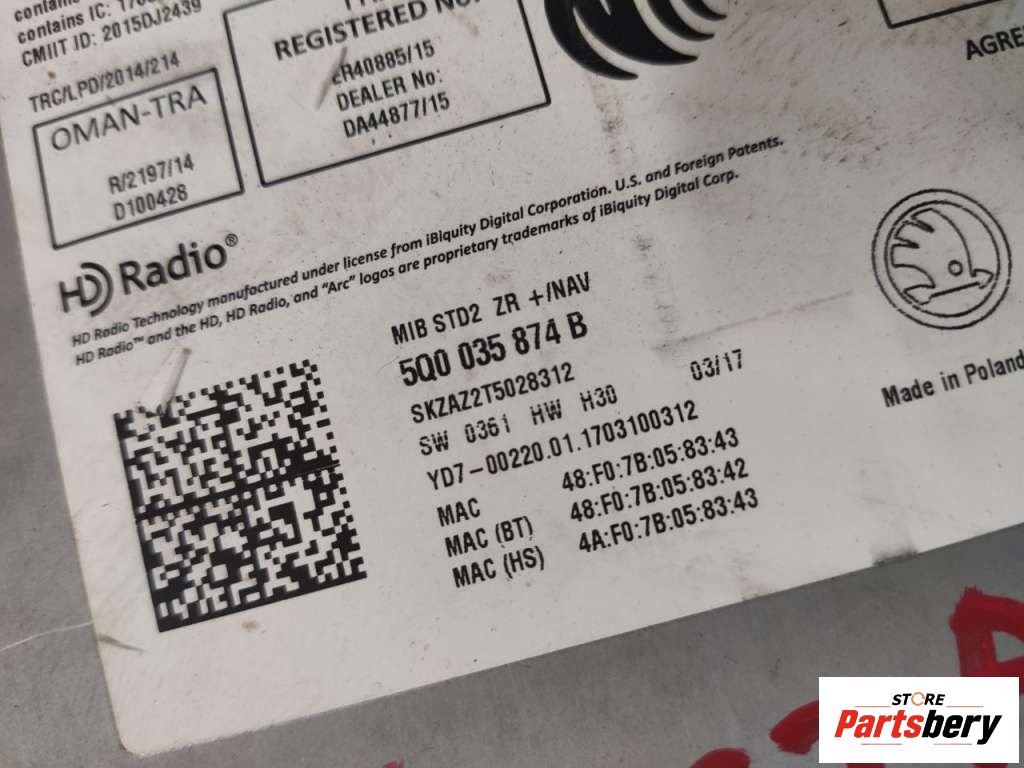 contains IC:
CMIIT ID: 2015DJ2439
TRC/LPD/2014/214
OMAN-TRA
R/2197/14
D100428
REGISTERED No:
ER40885/15
DEALER No:
DA44877/15
HD Radio®
HD Radio Technology manufactured under license from iBiquity Digital Corporation. U.S. and Foreign Patents.
HD Radio™ and the HD, HD Radio, and “Arc” logos are proprietary trademarks of iBiquity Digital Corp.
MIB STD2 ZR +/NAV
5Q0 035 874 B
SKZAZ2T5028312
SW 0361 HW H30 03/17
YD7-00220.01.1703100312
MAC 48:F0:7B:05:83:43
MAC (BT) 48:F0:7B:05:83:42
MAC (HS) 4A:F0:7B:05:83:43
Made in Poland
STORE
Partsbery